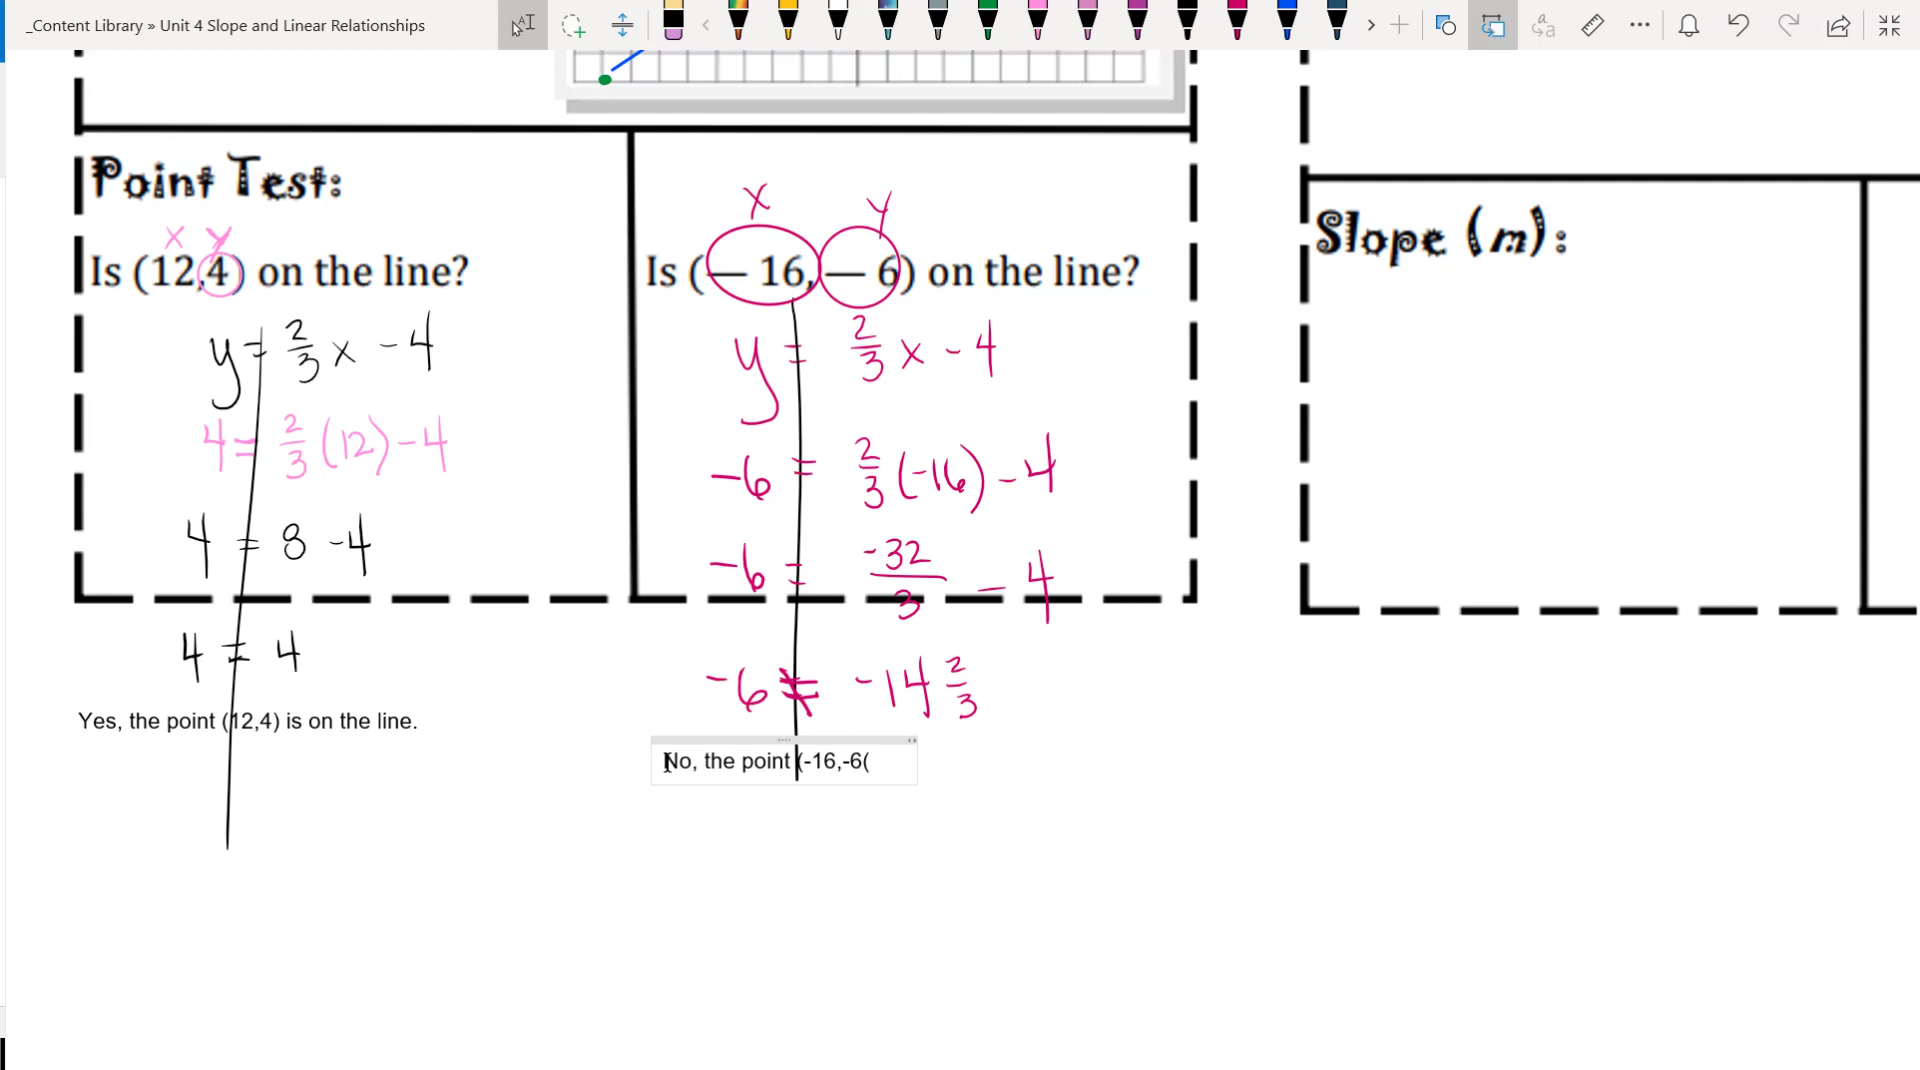 _Content Library » Unit 4 Slope and Linear Relationships
Point Test:
x y
Is (12,4) on the line?
y = 2/3 x - 4
4 = 2/3 (12) - 4
4 = 8 - 4
4 = 4
Yes, the point (12,4) is on the line.
x y
Is (— 16, — 6) on the line?
y = 2/3 x - 4
-6 = 2/3 (-16) - 4
-6 = -32/3 - 4
-6 ≠ -14 2/3
No, the point (-16,-6(
Slope (m):